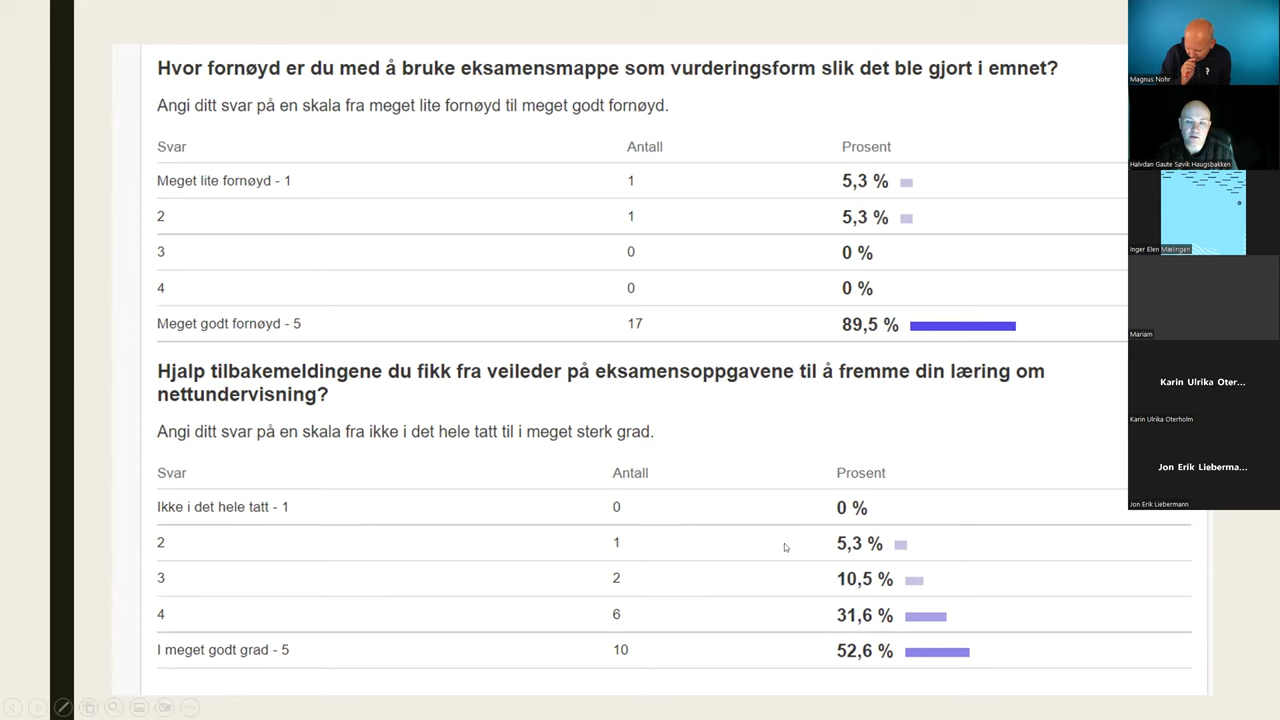 Hvor fornøyd er du med å bruke eksamensmappe som vurderingsform slik det ble gjort i emnet?
Angi ditt svar på en skala fra meget lite fornøyd til meget godt fornøyd.
Svar Antall Prosent
Meget lite fornøyd - 1 1 5,3 %
2 1 5,3 %
3 0 0 %
4 0 0 %
Meget godt fornøyd - 5 17 89,5 %
Hjalp tilbakemeldingene du fikk fra veileder på eksamensoppgavene til å fremme din læring om
nettundervisning?
Angi ditt svar på en skala fra ikke i det hele tatt til i meget sterk grad.
Svar Antall Prosent
Ikke i det hele tatt - 1 0 0 %
2 1 5,3 %
3 2 10,5 %
4 6 31,6 %
I meget godt grad - 5 10 52,6 %
Magnus Nohr
Halvdan Gaute Søvik Haugsbakken
Inger Elen Mælingen
Mariam
Karin Ulrika Oter...
Karin Ulrika Oterholm
Jon Erik Lieberma...
Jon Erik Liebermann